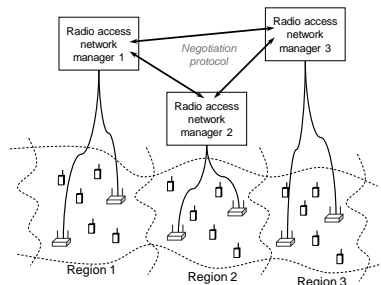 Radio access
network
manager 1
Negotiation
protocol
Radio access
network
manager 3
Radio access
network
manager 2
Region 1
Region 2
Region 3